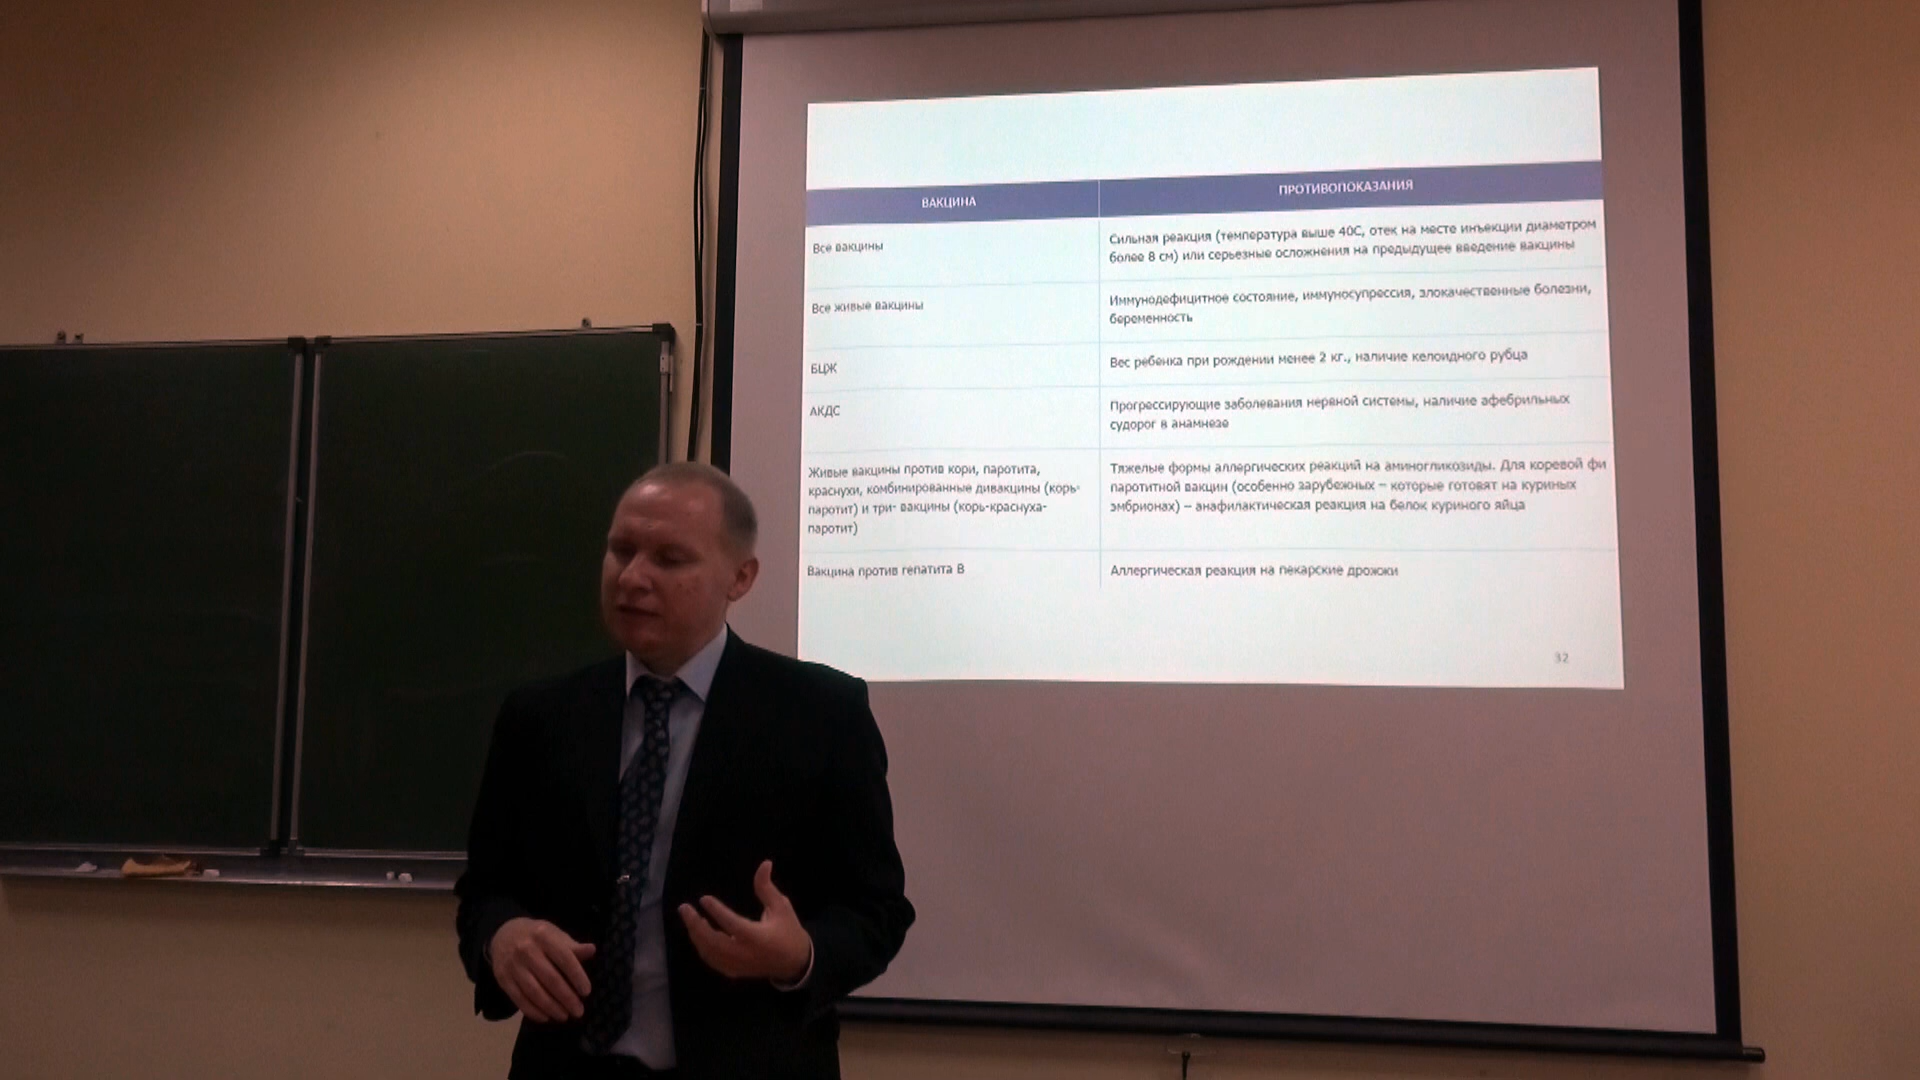 ВАКЦИНА
ПРОТИВОПОКАЗАНИЯ
Все вакцины
Сильная реакция (температура выше 40С, отек на месте инъекции диаметром
более 8 см) или серьезные осложнения на предыдущее введение вакцины
Все живые вакцины
Иммунодефицитное состояние, иммуносупрессия, злокачественные болезни,
беременность
БЦЖ
Вес ребенка при рождении менее 2 кг., наличие келоидного рубца
АКДС
Прогрессирующие заболевания нервной системы, наличие афебрильных
судорог в анамнезе
Живые вакцины против кори, паротита,
краснухи, комбинированные дивакцины (корь-
паротит) и три- вакцины (корь-краснуха-
паротит)
Тяжелые формы аллергических реакций на аминогликозиды. Для коревой фи
паротитной вакцин (особенно зарубежных – которые готовят на куриных
эмбрионах) – анафилактическая реакция на белок куриного яйца
Вакцина против гепатита В
Аллергическая реакция на пекарские дрожжи
32